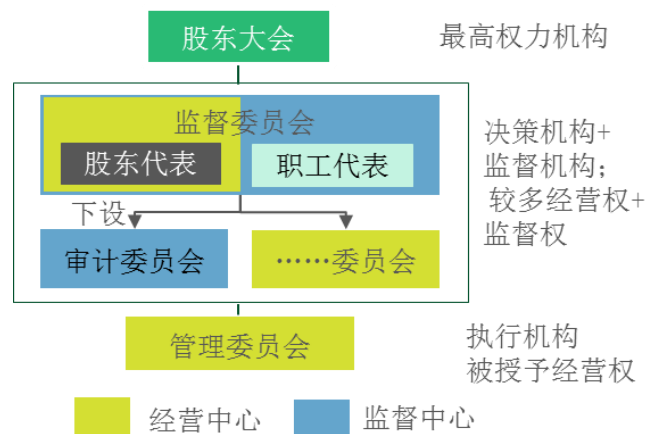 股东大会
最高权力机构
监督委员会
股东代表
职工代表
决策机构+
监督机构；
较多经营权+
监督权
下设
审计委员会
……委员会
管理委员会
执行机构
被授予经营权
经营中心
监督中心